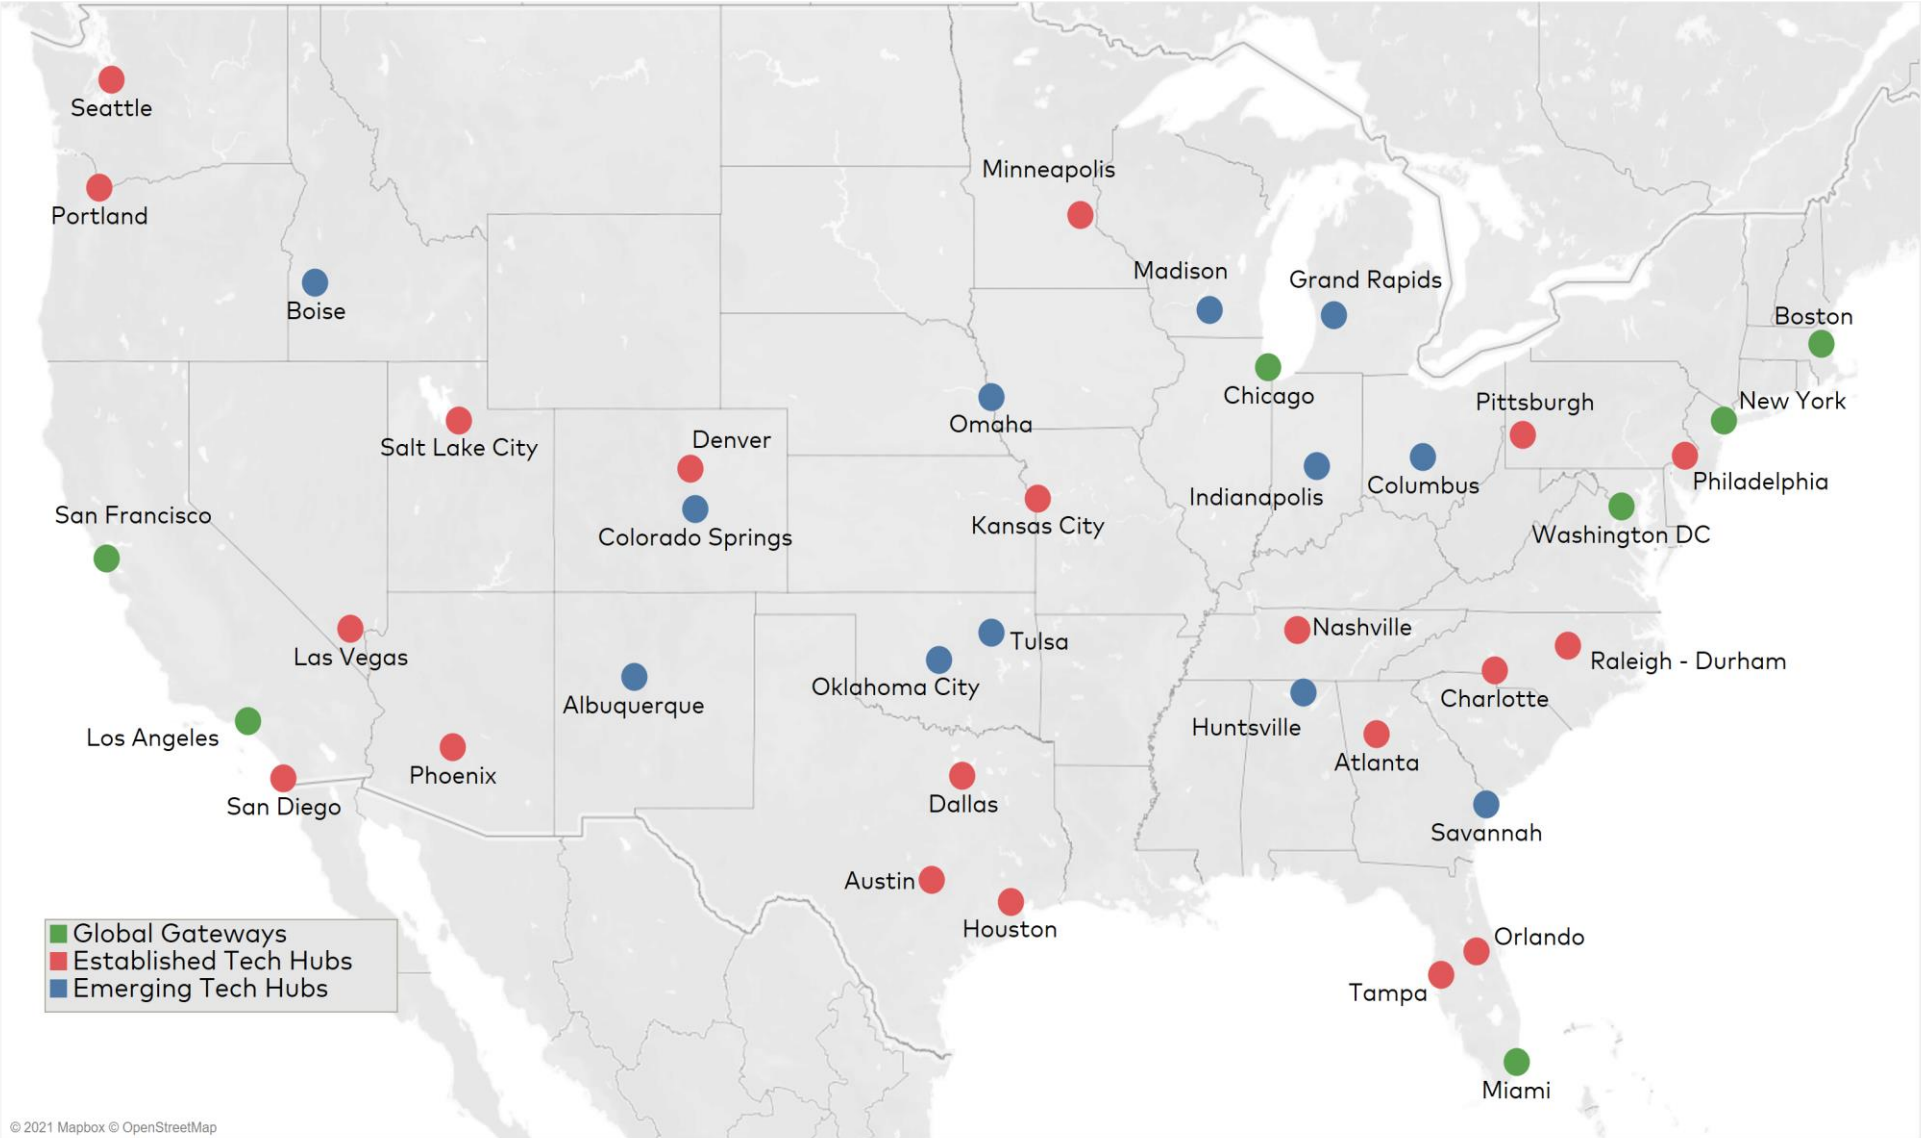 Seattle
Minneapolis
Portland
Madison
Grand Rapids
Boise
Boston
Chicago
New York
Pittsburgh
Omaha
Denver
Salt Lake City
Philadelphia
Columbus
Indianapolis
San Francisco
Kansas City
Washington DC
Colorado Springs
Nashville
Tulsa
Las Vegas
Raleigh - Durham
Oklahoma City
Charlotte
Albuquerque
Huntsville
Los Angeles
Atlanta
Phoenix
Dallas
San Diego
Savannah
Austin
Houston
Orlando
Tampa
Miami
Global Gateways
Established Tech Hubs
Emerging Tech Hubs
© 2021 Mapbox © OpenStreetMap